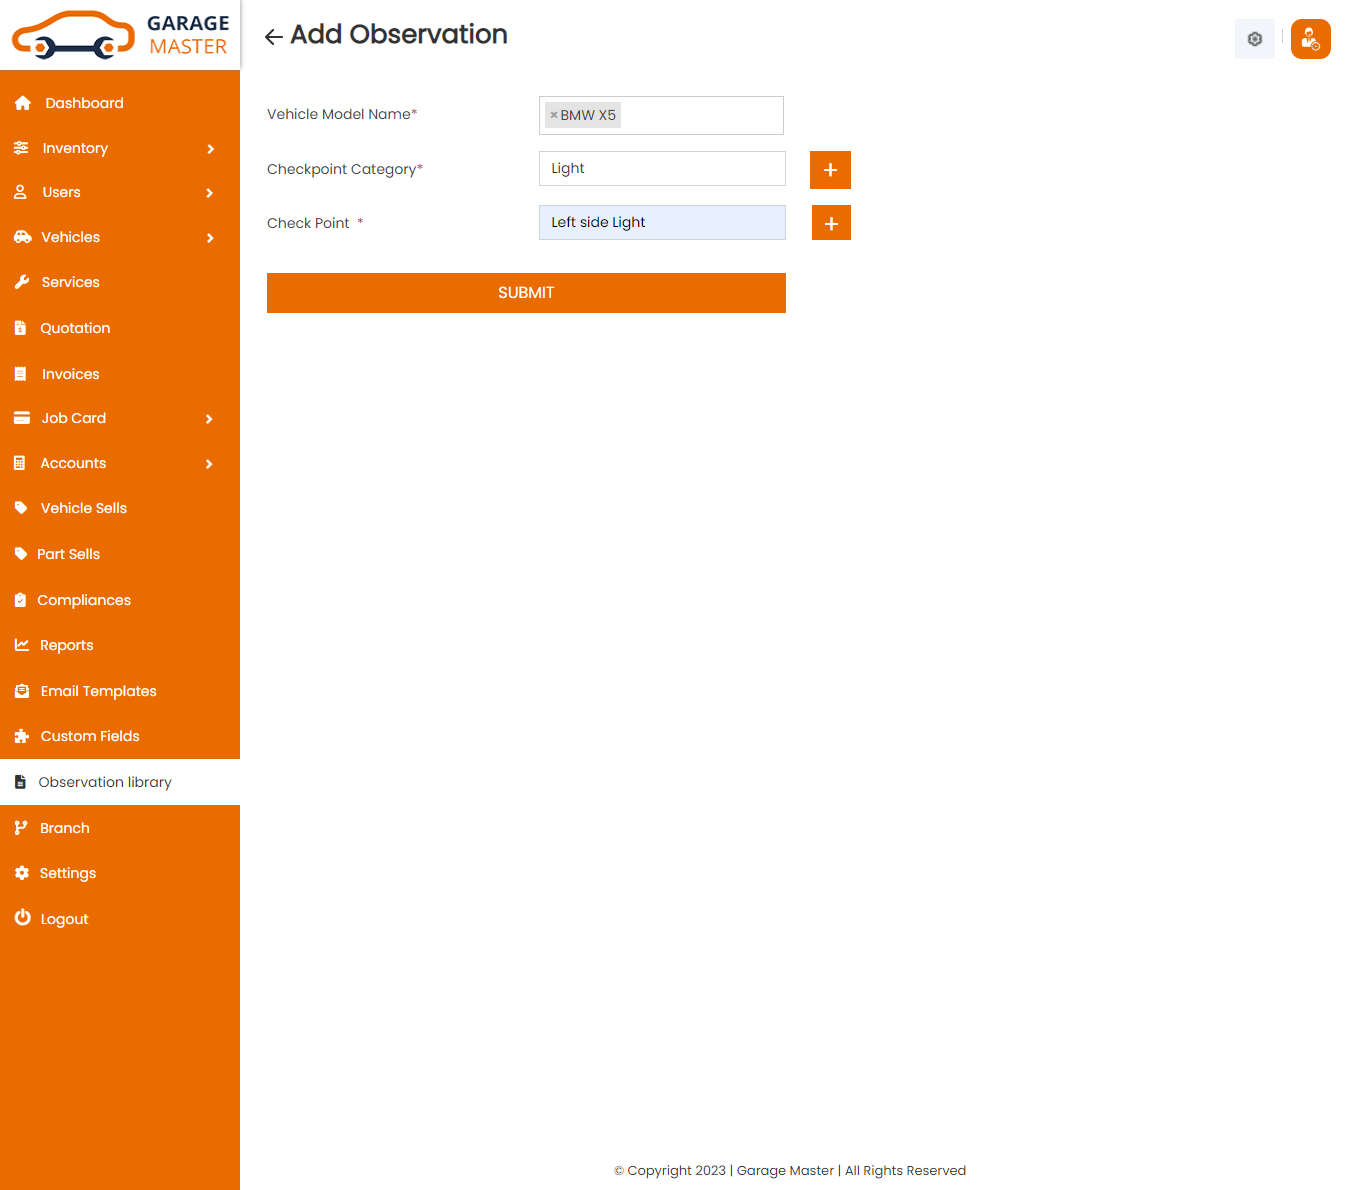 GARAGE
MASTER
Add Observation
Dashboard
Inventory
Users
Vehicles
Services
Quotation
Invoices
Job Card
Accounts
Vehicle Sells
Part Sells
Compliances
Reports
Email Templates
Custom Fields
Observation library
Branch
Settings
Logout
Vehicle Model Name*
× BMW X5
Checkpoint Category*
Light
+
Check Point *
Left side Light
+
SUBMIT
© Copyright 2023 | Garage Master | All Rights Reserved